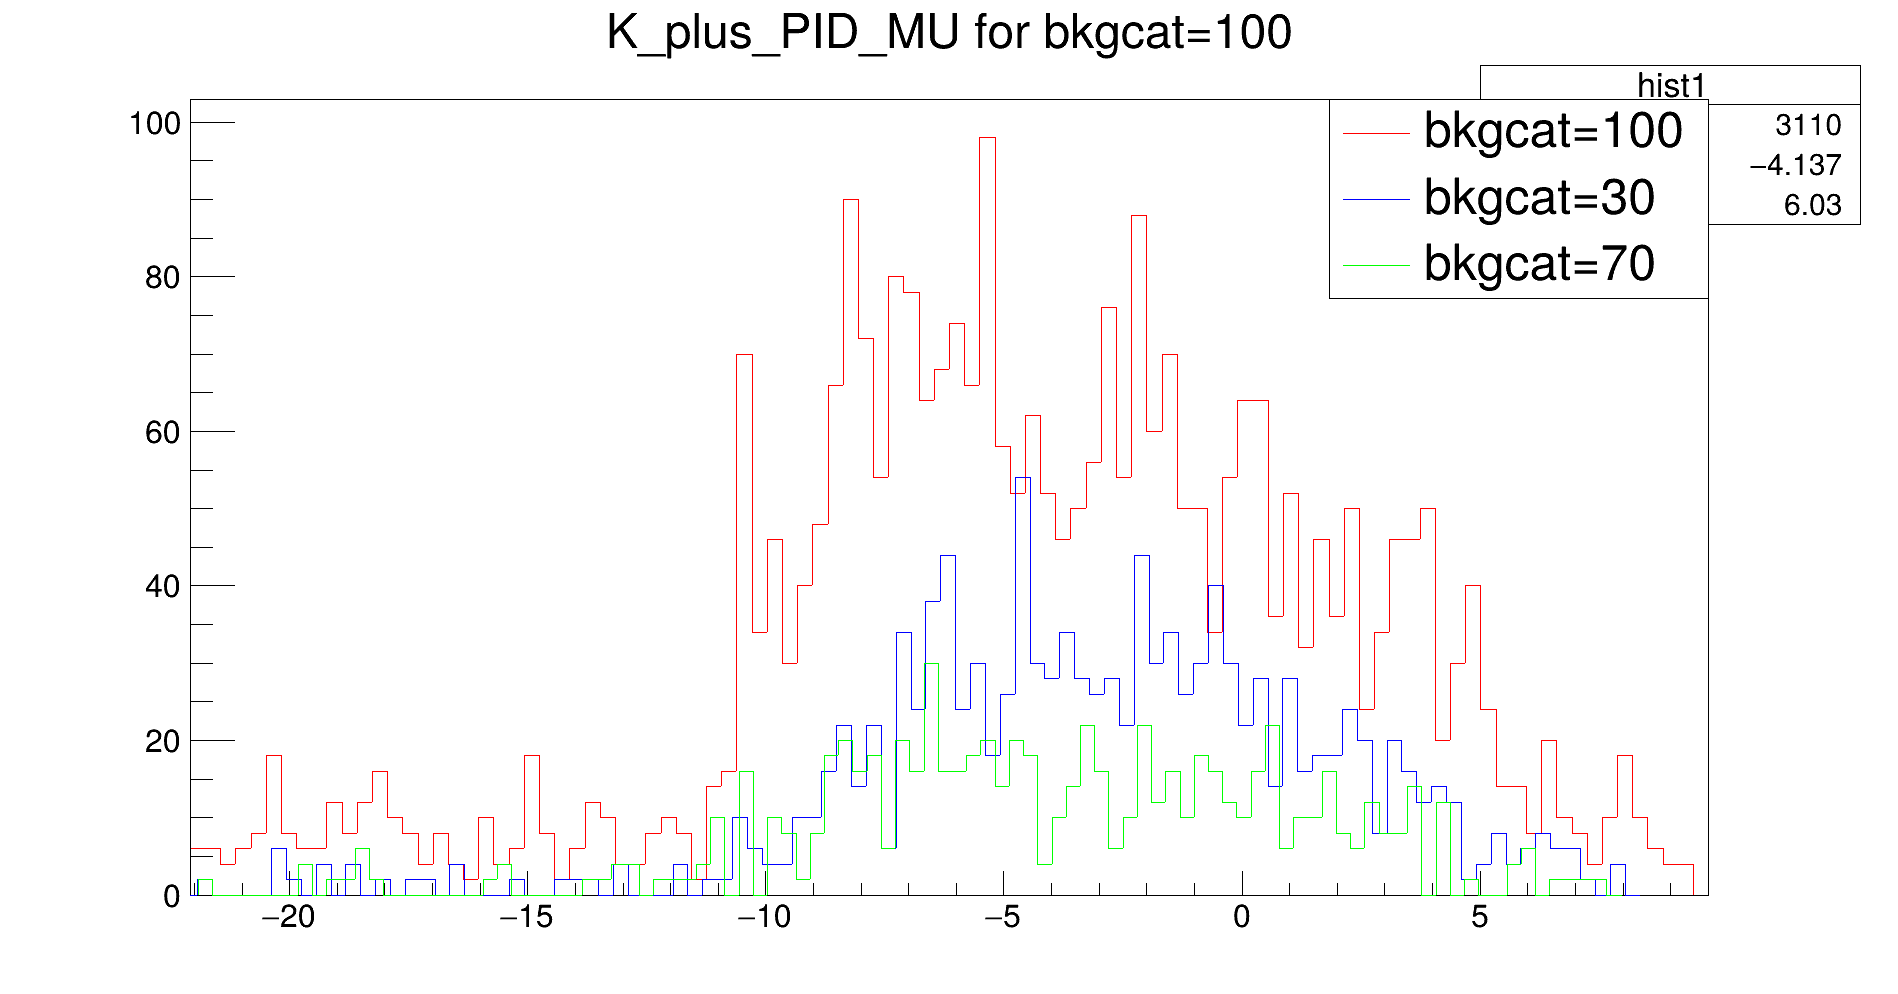 K_plus_PID_MU for bkgcat=100
hist1
3110
−4.137
6.03
bkgcat=100
bkgcat=30
bkgcat=70
100
80
60
40
20
0
−20 −15 −10 −5 0 5